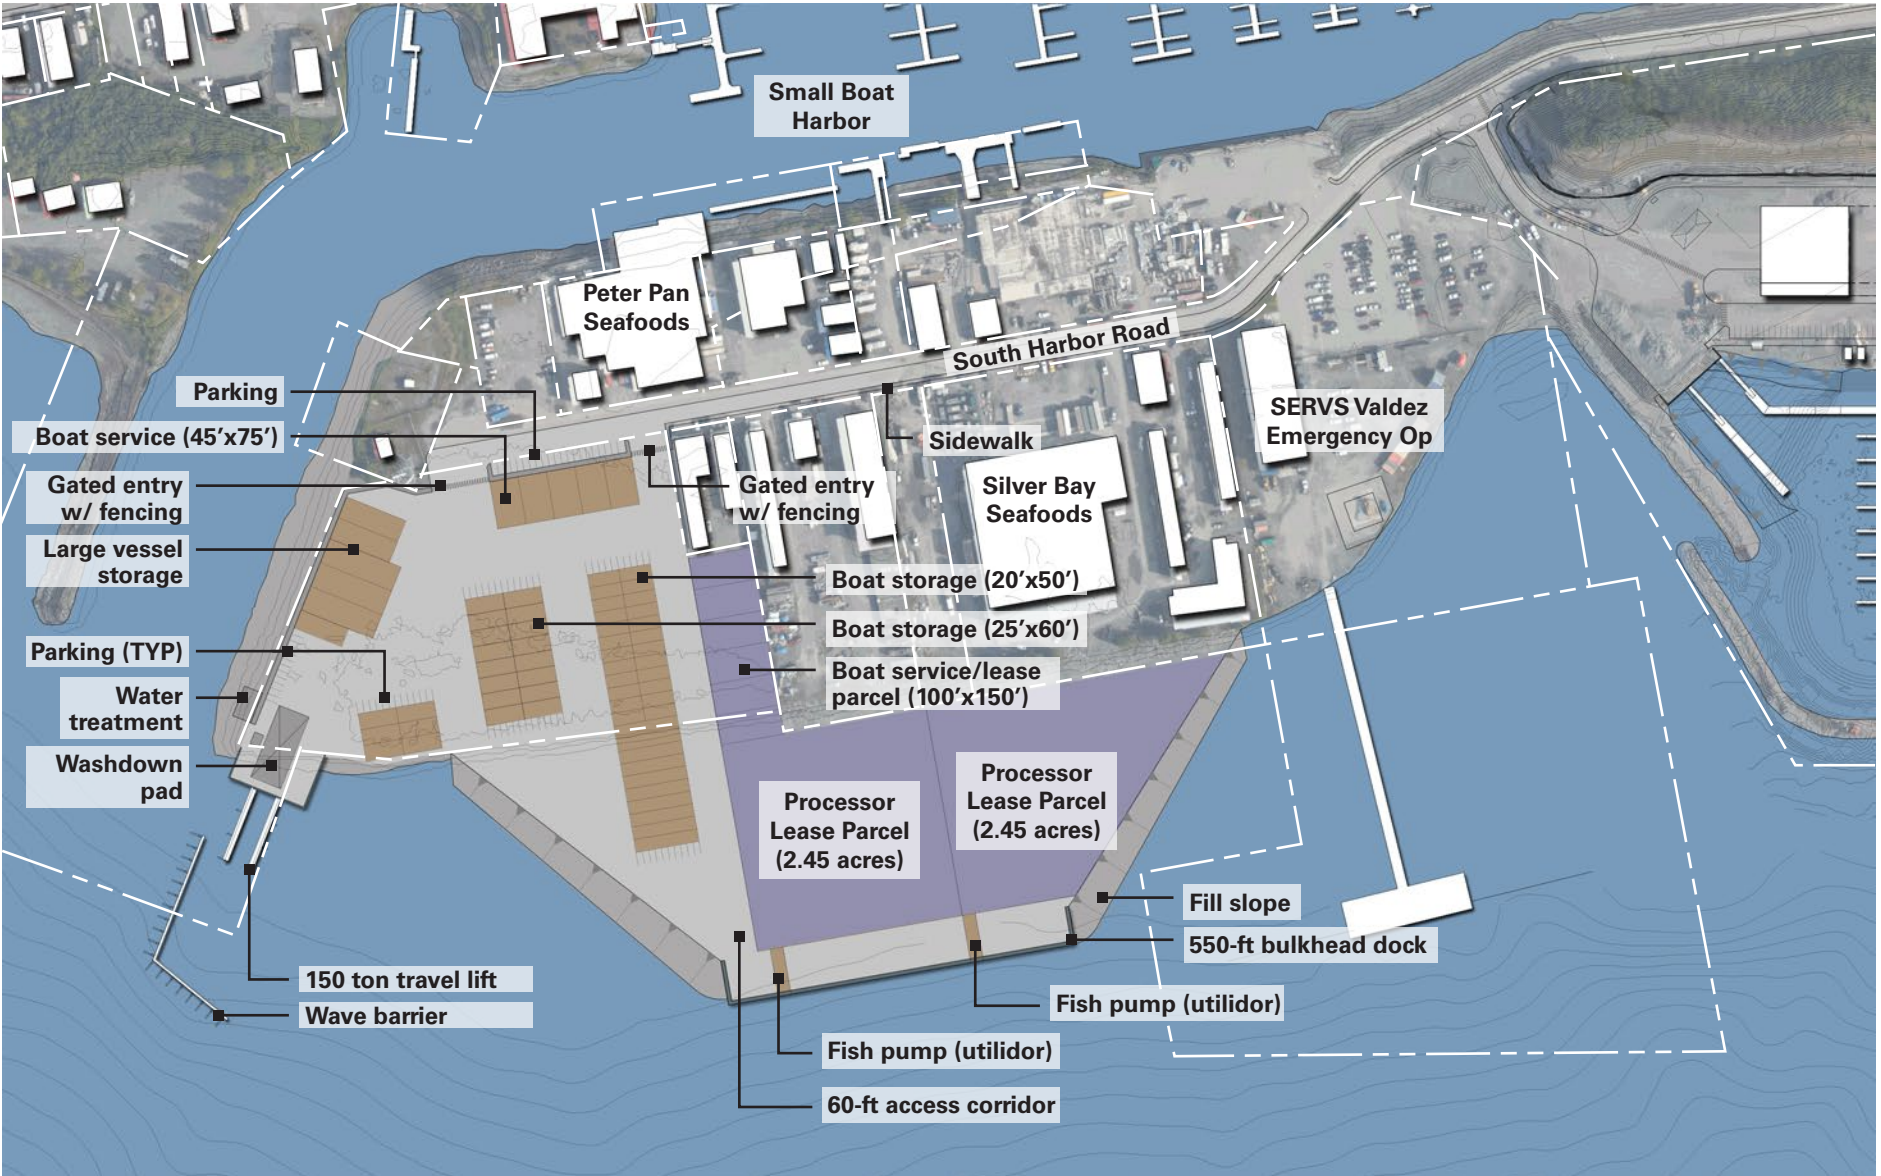 Small Boat
Harbor
Peter Pan
Seafoods
South Harbor Road
Parking
Boat service (45′x75′)
Gated entry
w/ fencing
Large vessel
storage
Parking (TYP)
Water
treatment
Washdown
pad
Sidewalk
SERVS Valdez
Emergency Op
Gated entry
w/ fencing
Silver Bay
Seafoods
Boat storage (20′x50′)
Boat storage (25′x60′)
Boat service/lease
parcel (100′x150′)
Processor
Lease Parcel
(2.45 acres)
Processor
Lease Parcel
(2.45 acres)
Fill slope
550-ft bulkhead dock
150 ton travel lift
Wave barrier
Fish pump (utilidor)
Fish pump (utilidor)
60-ft access corridor